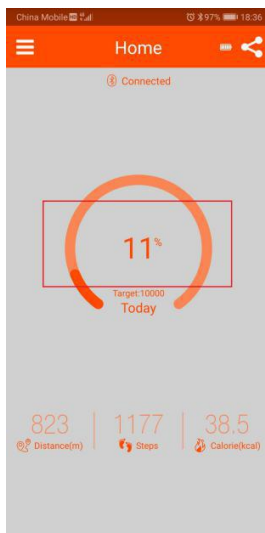 China Mobile HD 97% 18:36
Home
Connected
11%
Target:10000
Today
823 1177 38.5
Distance(m) Steps Calorie(kcal)